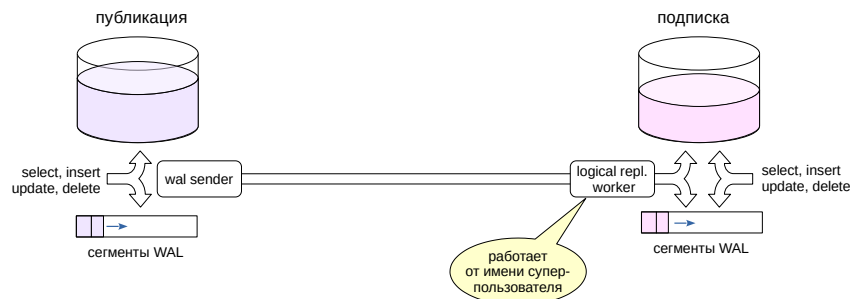 публикация
подписка
select, insert
update, delete
wal sender
logical repl.
worker
select, insert
update, delete
сегменты WAL
сегменты WAL
работает
от имени супер-
пользователя